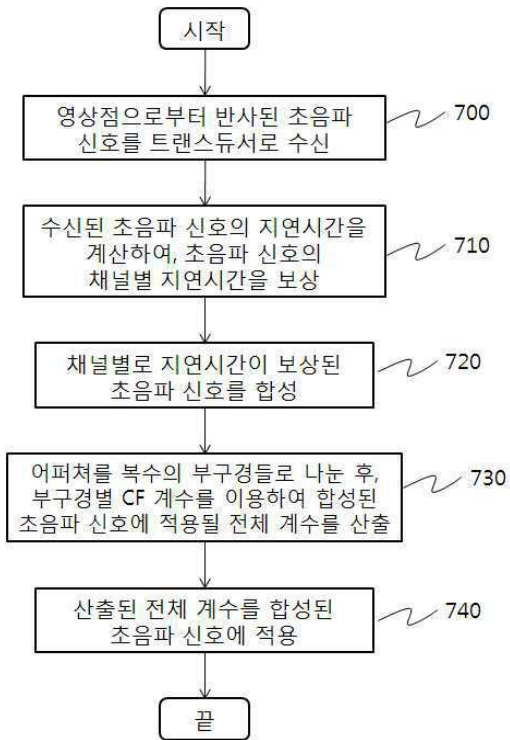 시작
영상점으로부터 반사된 초음파
신호를 트랜스듀서로 수신
700
수신된 초음파 신호의 지연시간을
계산하여, 초음파 신호의
채널별 지연시간을 보상
710
채널별로 지연시간이 보상된
초음파 신호를 합성
720
어퍼쳐를 복수의 부구경들로 나눈 후,
부구경별 CF 계수를 이용하여 합성된
초음파 신호에 적용될 전체 계수를 산출
730
산출된 전체 계수를 합성된
초음파 신호에 적용
740
끝